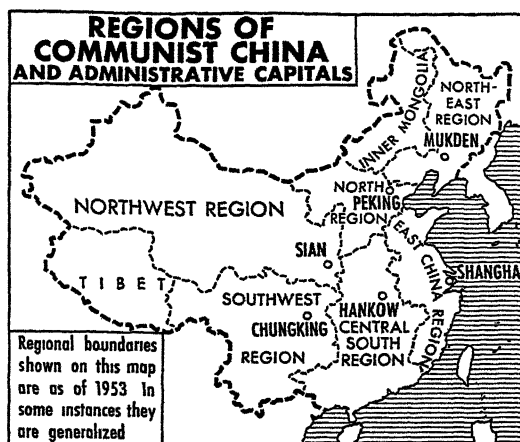 REGIONS OF
COMMUNIST CHINA
AND ADMINISTRATIVE CAPITALS
INNER MONGOLIA
NORTH-
EAST
REGION
MUKDEN
NORTH
PEKING
REGION
NORTHWEST REGION
EAST CHINA REGION
SIAN
SHANGHA
TIBET
SOUTHWEST
CHUNGKING
REGION
HANKOW
CENTRAL
SOUTH
REGION
Regional boundaries
shown on this map
are as of 1953 In
some instances they
are generalized